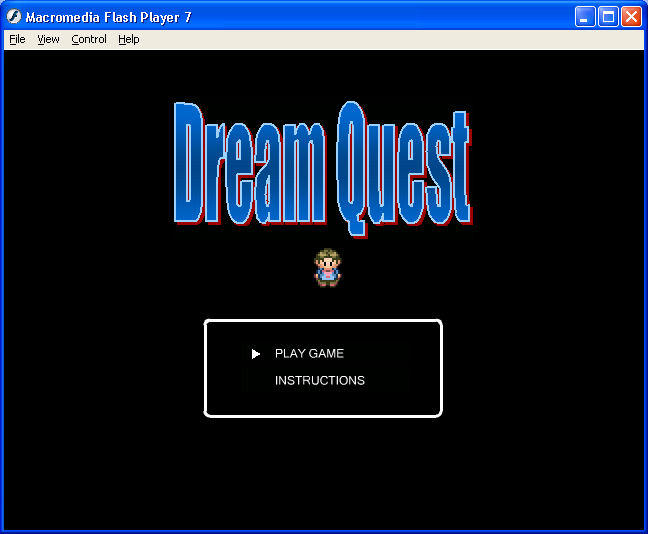 Macromedia Flash Player 7
File View Control Help
Dream Quest
PLAY GAME
INSTRUCTIONS